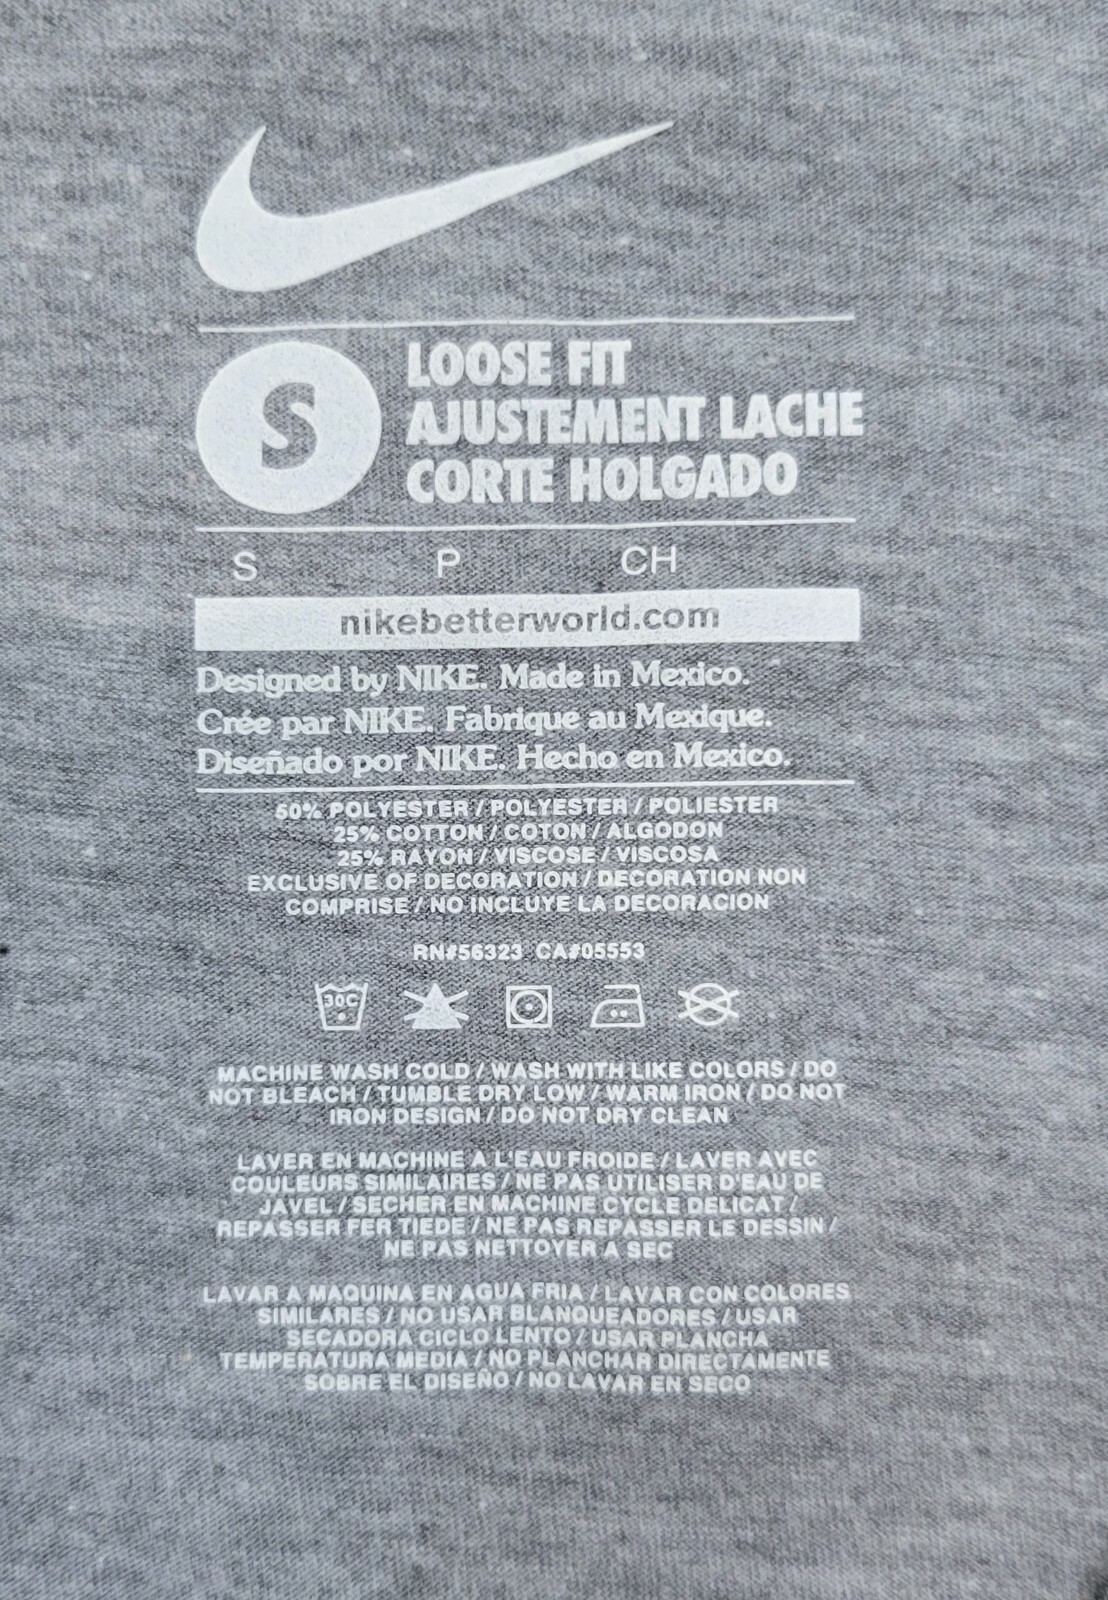 S
LOOSE FIT
AJUSTEMENT LACHE
CORTE HOLGADO
S P CH
nikebetterworld.com
Designed by NIKE. Made in Mexico.
Crée par NIKE. Fabrique au Mexique.
Diseñado por NIKE. Hecho en Mexico.
50% POLYESTER / POLYESTER / POLIESTER
25% COTTON / COTON / ALGODON
25% RAYON / VISCOSE / VISCOSA
EXCLUSIVE OF DECORATION / DECORATION NON
COMPRISE / NO INCLUYE LA DECORACION
RN#56323 CA#05553
30C
MACHINE WASH COLD / WASH WITH LIKE COLORS / DO
NOT BLEACH / TUMBLE DRY LOW / WARM IRON / DO NOT
IRON DESIGN / DO NOT DRY CLEAN
LAVER EN MACHINE A L'EAU FROIDE / LAVER AVEC
COULEURS SIMILAIRES / NE PAS UTILISER D'EAU DE
JAVEL / SECHER EN MACHINE CYCLE DELICAT /
REPASSER FER TIEDE / NE PAS REPASSER LE DESSIN /
NE PAS NETTOYER A SEC
LAVAR A MAQUINA EN AGUA FRIA / LAVAR CON COLORES
SIMILARES / NO USAR BLANQUEADORES / USAR
SECADORA CICLO LENTO / USAR PLANCHA
TEMPERATURA MEDIA / NO PLANCHAR DIRECTAMENTE
SOBRE EL DISEÑO / NO LAVAR EN SECO